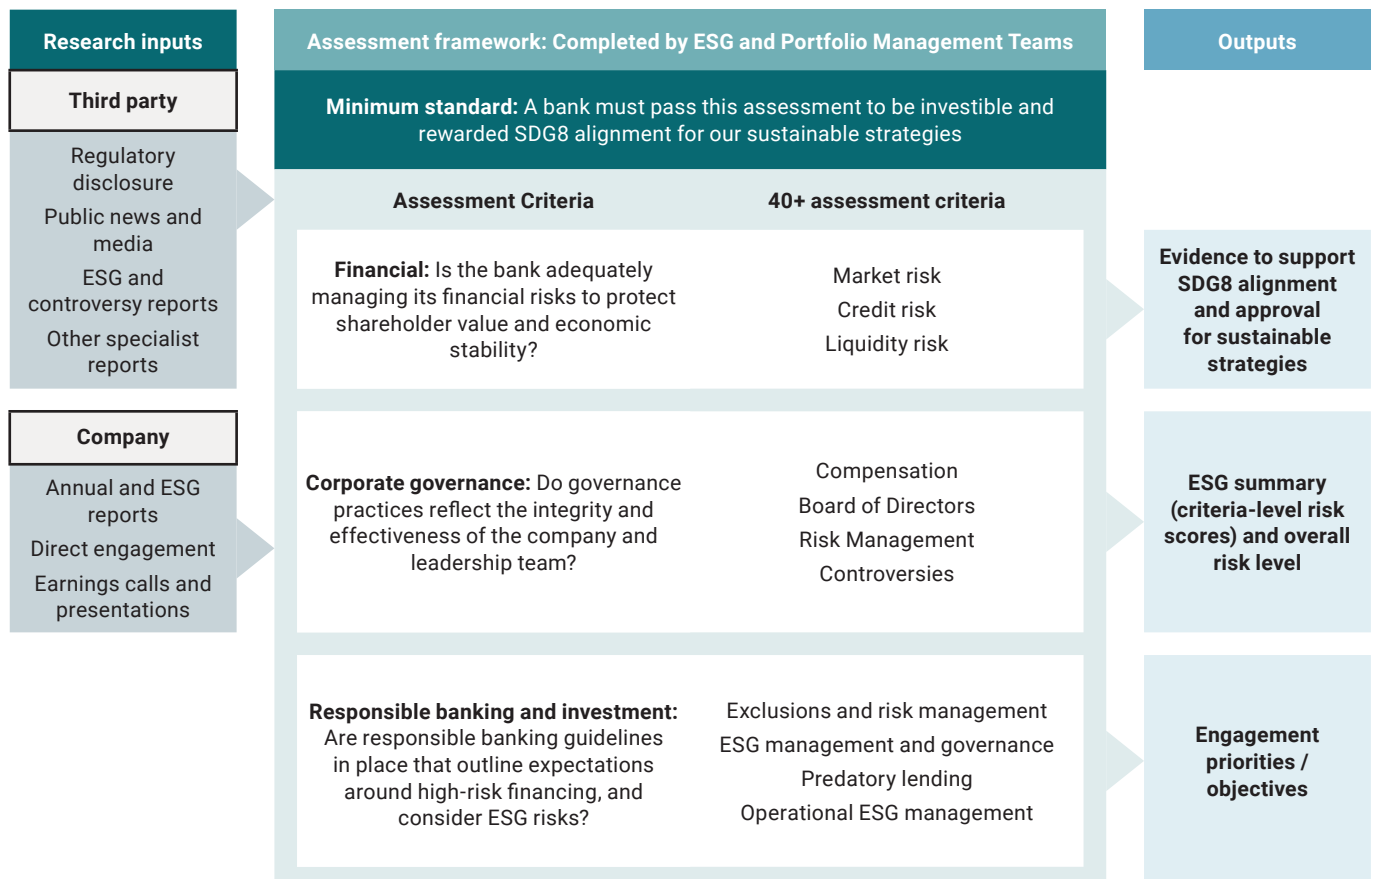 Research inputs
Third party
Regulatory
disclosure
Public news and
media
ESG and
controversy reports
Other specialist
reports
Company
Annual and ESG
reports
Direct engagement
Earnings calls and
presentations
Assessment framework: Completed by ESG and Portfolio Management Teams
Minimum standard: A bank must pass this assessment to be investible and
rewarded SDG8 alignment for our sustainable strategies
Assessment Criteria
40+ assessment criteria
Financial: Is the bank adequately
managing its financial risks to protect
shareholder value and economic
stability?
Market risk
Credit risk
Liquidity risk
Corporate governance: Do governance
practices reflect the integrity and
effectiveness of the company and
leadership team?
Compensation
Board of Directors
Risk Management
Controversies
Responsible banking and investment:
Are responsible banking guidelines
in place that outline expectations
around high-risk financing, and
consider ESG risks?
Exclusions and risk management
ESG management and governance
Predatory lending
Operational ESG management
Outputs
Evidence to support
SDG8 alignment
and approval
for sustainable
strategies
ESG summary
(criteria-level risk
scores) and overall
risk level
Engagement
priorities /
objectives